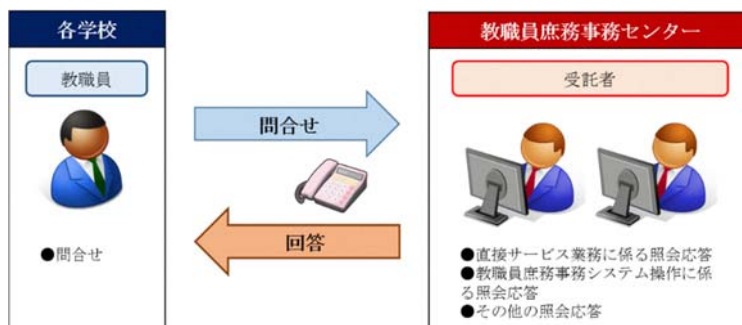 各学校
教職員
●問合せ
問合せ
回答
教職員庶務事務センター
受託者
●直接サービス業務に係る照会応答
●教職員庶務事務システム操作に係
る照会応答
●その他の照会応答